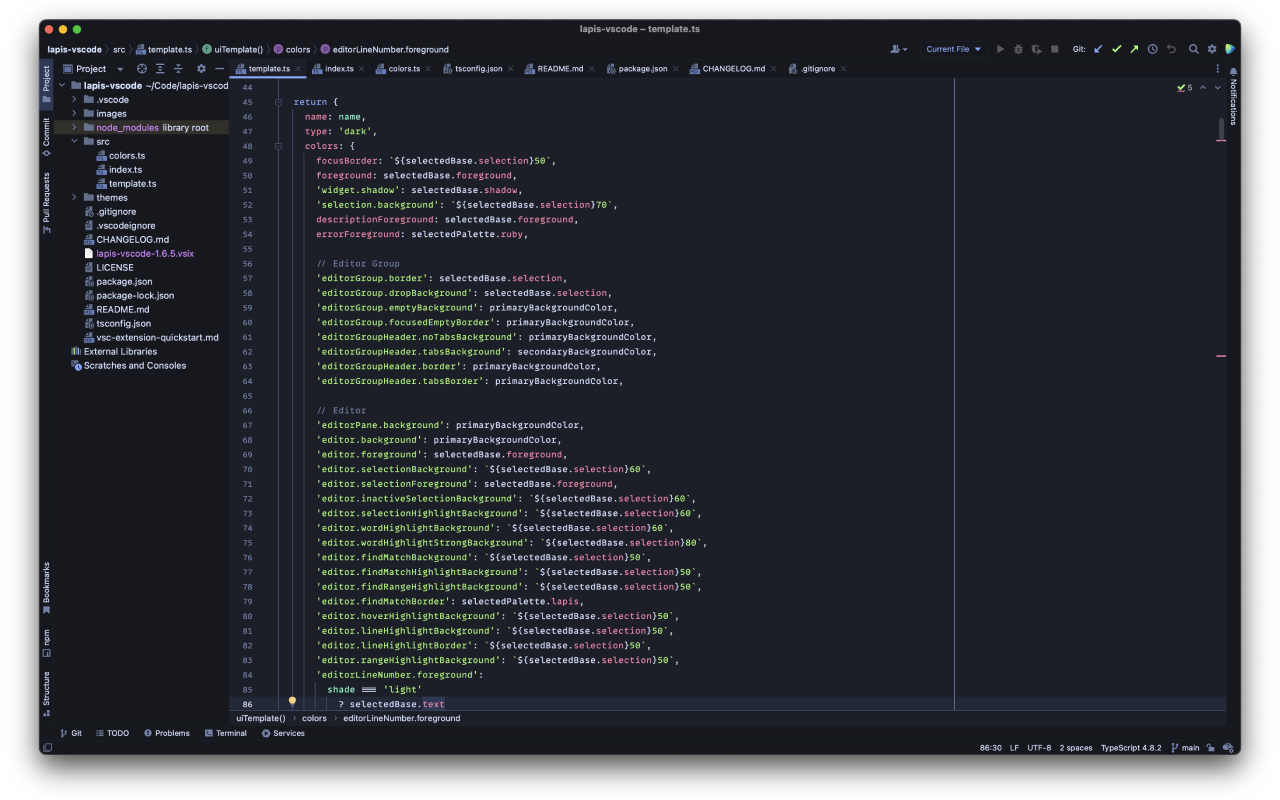 lapis-vscode – template.ts
lapis-vscode src template.ts uiTemplate() colors editorLineNumber.foreground Current File Git:
Project template.ts index.ts colors.ts tsconfig.json README.md package.json CHANGELOG.md .gitignore
Project
Commit
Pull Requests
Bookmarks
npm
Structure
Notifications
lapis-vscode ~/Code/lapis-vscod
.vscode
images
node_modules library root
src
colors.ts
index.ts
template.ts
themes
.gitignore
.vscodeignore
CHANGELOG.md
lapis-vscode-1.6.5.vsix
LICENSE
package.json
package-lock.json
README.md
tsconfig.json
vsc-extension-quickstart.md
External Libraries
Scratches and Consoles
5
44
45 return {
46 name: name,
47 type: 'dark',
48 colors: {
49 focusBorder: `${selectedBase.selection}50`,
50 foreground: selectedBase.foreground,
51 'widget.shadow': selectedBase.shadow,
52 'selection.background': `${selectedBase.selection}70`,
53 descriptionForeground: selectedBase.foreground,
54 errorForeground: selectedPalette.ruby,
55
56 // Editor Group
57 'editorGroup.border': selectedBase.selection,
58 'editorGroup.dropBackground': selectedBase.selection,
59 'editorGroup.emptyBackground': primaryBackgroundColor,
60 'editorGroup.focusedEmptyBorder': primaryBackgroundColor,
61 'editorGroupHeader.noTabsBackground': primaryBackgroundColor,
62 'editorGroupHeader.tabsBackground': secondaryBackgroundColor,
63 'editorGroupHeader.border': primaryBackgroundColor,
64 'editorGroupHeader.tabsBorder': primaryBackgroundColor,
65
66 // Editor
67 'editorPane.background': primaryBackgroundColor,
68 'editor.background': primaryBackgroundColor,
69 'editor.foreground': selectedBase.foreground,
70 'editor.selectionBackground': `${selectedBase.selection}60`,
71 'editor.selectionForeground': selectedBase.foreground,
72 'editor.inactiveSelectionBackground': `${selectedBase.selection}60`,
73 'editor.selectionHighlightBackground': `${selectedBase.selection}60`,
74 'editor.wordHighlightBackground': `${selectedBase.selection}60`,
75 'editor.wordHighlightStrongBackground': `${selectedBase.selection}80`,
76 'editor.findMatchBackground': `${selectedBase.selection}50`,
77 'editor.findMatchHighlightBackground': `${selectedBase.selection}50`,
78 'editor.findRangeHighlightBackground': `${selectedBase.selection}50`,
79 'editor.findMatchBorder': selectedPalette.lapis,
80 'editor.hoverHighlightBackground': `${selectedBase.selection}50`,
81 'editor.lineHighlightBackground': `${selectedBase.selection}50`,
82 'editor.lineHighlightBorder': `${selectedBase.selection}50`,
83 'editor.rangeHighlightBackground': `${selectedBase.selection}50`,
84 'editorLineNumber.foreground':
85 shade === 'light'
86 ? selectedBase.text
uiTemplate() › colors › editorLineNumber.foreground
Git TODO Problems Terminal Services
86:30 LF UTF-8 2 spaces TypeScript 4.8.2 main